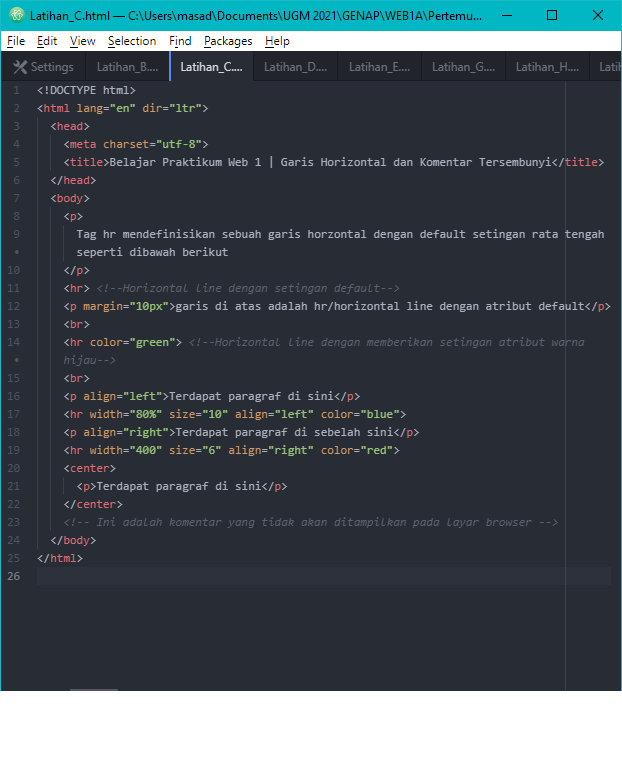 Latihan_C.html — C:\Users\masad\Documents\UGM 2021\GENAP\WEB1A\Pertemu...
File Edit View Selection Find Packages Help
Settings Latihan_B.... Latihan_C.... Latihan_D.... Latihan_E.... Latihan_G.... Latihan_H.... Lati
1 <!DOCTYPE html>
2 <html lang="en" dir="ltr">
3 <head>
4 <meta charset="utf-8">
5 <title>Belajar Praktikum Web 1 | Garis Horizontal dan Komentar Tersembunyi</title>
6 </head>
7 <body>
8 <p>
9 Tag hr mendefinisikan sebuah garis horzontal dengan default setingan rata tengah
• seperti dibawah berikut
10 </p>
11 <hr> <!--Horizontal line dengan setingan default-->
12 <p margin="10px">garis di atas adalah hr/horizontal line dengan atribut default</p>
13 <br>
14 <hr color="green"> <!--Horizontal line dengan memberikan setingan atribut warna
• hijau-->
15 <br>
16 <p align="left">Terdapat paragraf di sini</p>
17 <hr width="80%" size="10" align="left" color="blue">
18 <p align="right">Terdapat paragraf di sebelah sini</p>
19 <hr width="400" size="6" align="right" color="red">
20 <center>
21 <p>Terdapat paragraf di sini</p>
22 </center>
23 <!-- Ini adalah komentar yang tidak akan ditampilkan pada layar browser -->
24 </body>
25 </html>
26